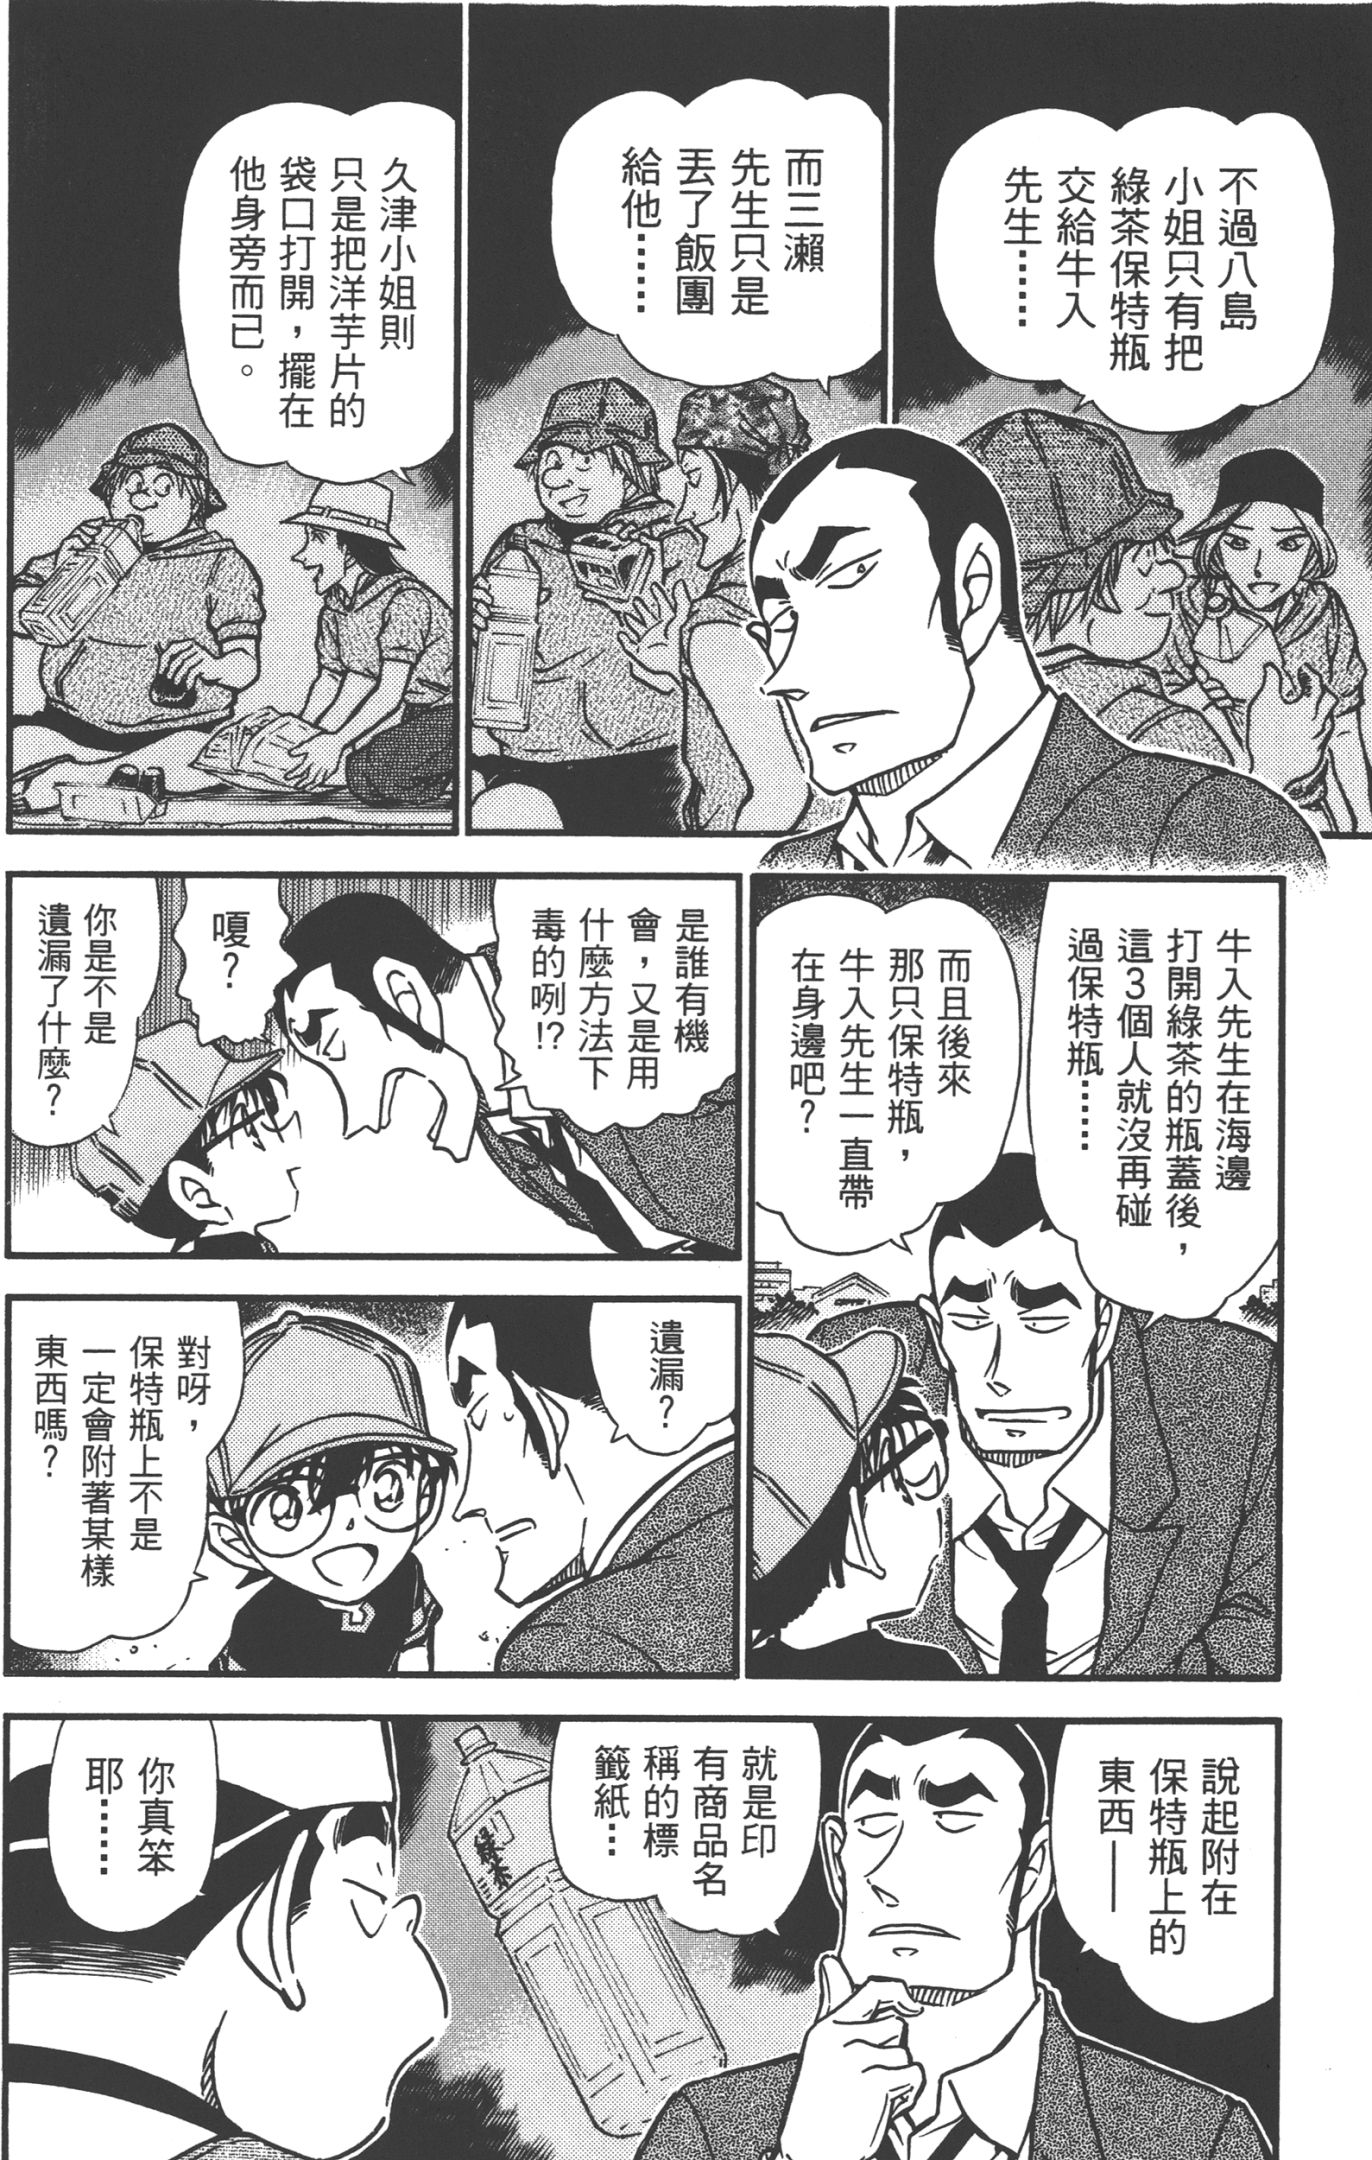 不過八島
小姐只有把
綠茶保特瓶
交給牛入
先生……
而三瀨
先生只是
丟了飯團
給他……
久津小姐則
只是把洋芋片的
袋口打開，擺在
他身旁而已。
牛入先生在海邊
打開綠茶的瓶蓋後，
這3個人就沒再碰
過保特瓶……
而且後來
那只保特瓶，
牛入先生一直帶
在身邊吧？
是誰有機
會，又是用
什麼方法下
毒的咧!?
嗄？
你是不是
遺漏了什麼？
遺漏？
對呀，
保特瓶上不是
一定會附著某樣
東西嗎？
說起附在
保特瓶上的
東西——
就是印
有商品名
稱的標
籤紙…
綠茶
你真笨
耶……